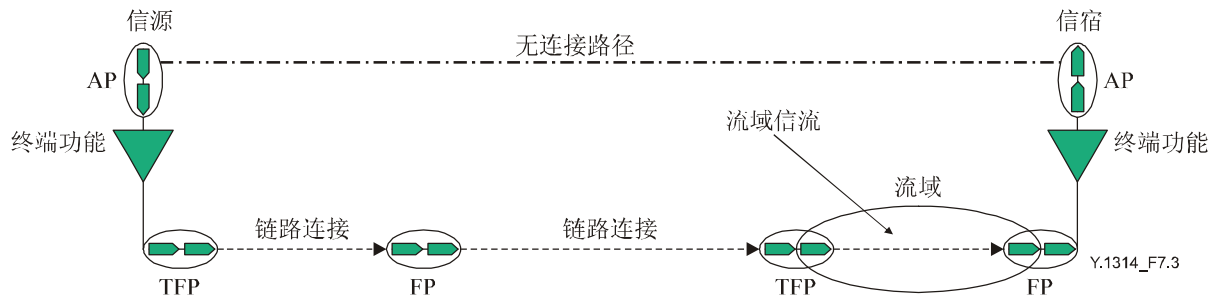 信源
信宿
无连接路径
AP
AP
终端功能
流域信流
终端功能
流域
链路连接
链路连接
TFP
FP
TFP
FP
Y.1314_F7.3